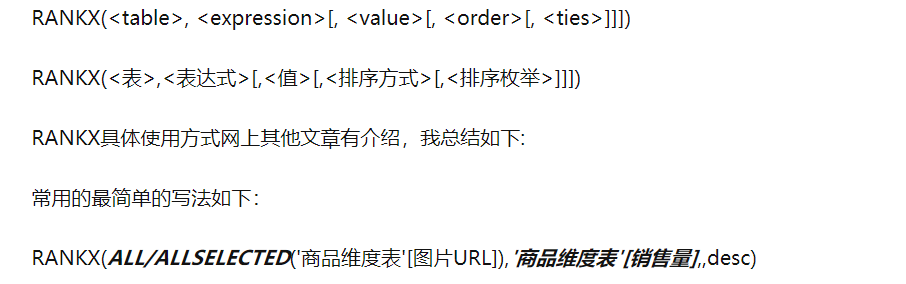 RANKX(<table>, <expression>[, <value>[, <order>[, <ties>]]])
RANKX(<表>,<表达式>[,<值>[,<排序方式>[,<排序枚举>]]])
RANKX具体使用方式网上其他文章有介绍，我总结如下:
常用的最简单的写法如下：
RANKX(ALL/ALLSELECTED('商品维度表'[图片URL]),'商品维度表'[销售量],,desc)